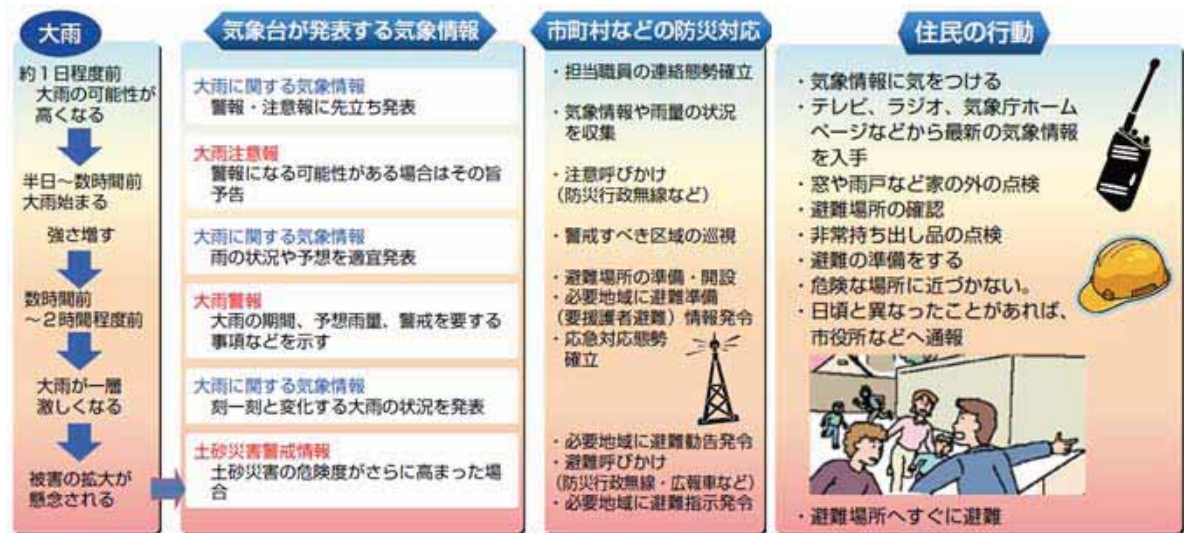 大雨
約1日程度前
大雨の可能性が
高くなる
半日~数時間前
大雨始まる
強さ増す
数時間前
~2時間程度前
大雨が一層
激しくなる
被害の拡大が
懸念される
気象台が発表する気象情報
大雨に関する気象情報
警報・注意報に先立ち発表
大雨注意報
警報になる可能性がある場合はその旨
予告
大雨に関する気象情報
雨の状況や予想を適宜発表
大雨警報
大雨の期間、予想雨量、警戒を要する
事項などを示す
大雨に関する気象情報
刻一刻と変化する大雨の状況を発表
土砂災害警戒情報
土砂災害の危険度がさらに高まった場
合
市町村などの防災対応
・担当職員の連絡態勢確立
・気象情報や雨量の状況
を収集
・注意呼びかけ
(防災行政無線など)
・警戒すべき区域の巡視
・避難場所の準備・開設
・必要地域に避難準備
(要援護者避難)情報発令
・応急対応態勢
確立
・必要地域に避難勧告発令
・避難呼びかけ
(防災行政無線・広報車など)
・必要地域に避難指示発令
住民の行動
・気象情報に気をつける
・テレビ、ラジオ、気象庁ホーム
ページなどから最新の気象情報
を入手
・窓や雨戸など家の外の点検
・避難場所の確認
・非常持ち出し品の点検
・避難の準備をする
・危険な場所に近づかない。
・日頃と異なったことがあれば、
市役所などへ通報
・避難場所へすぐに避難